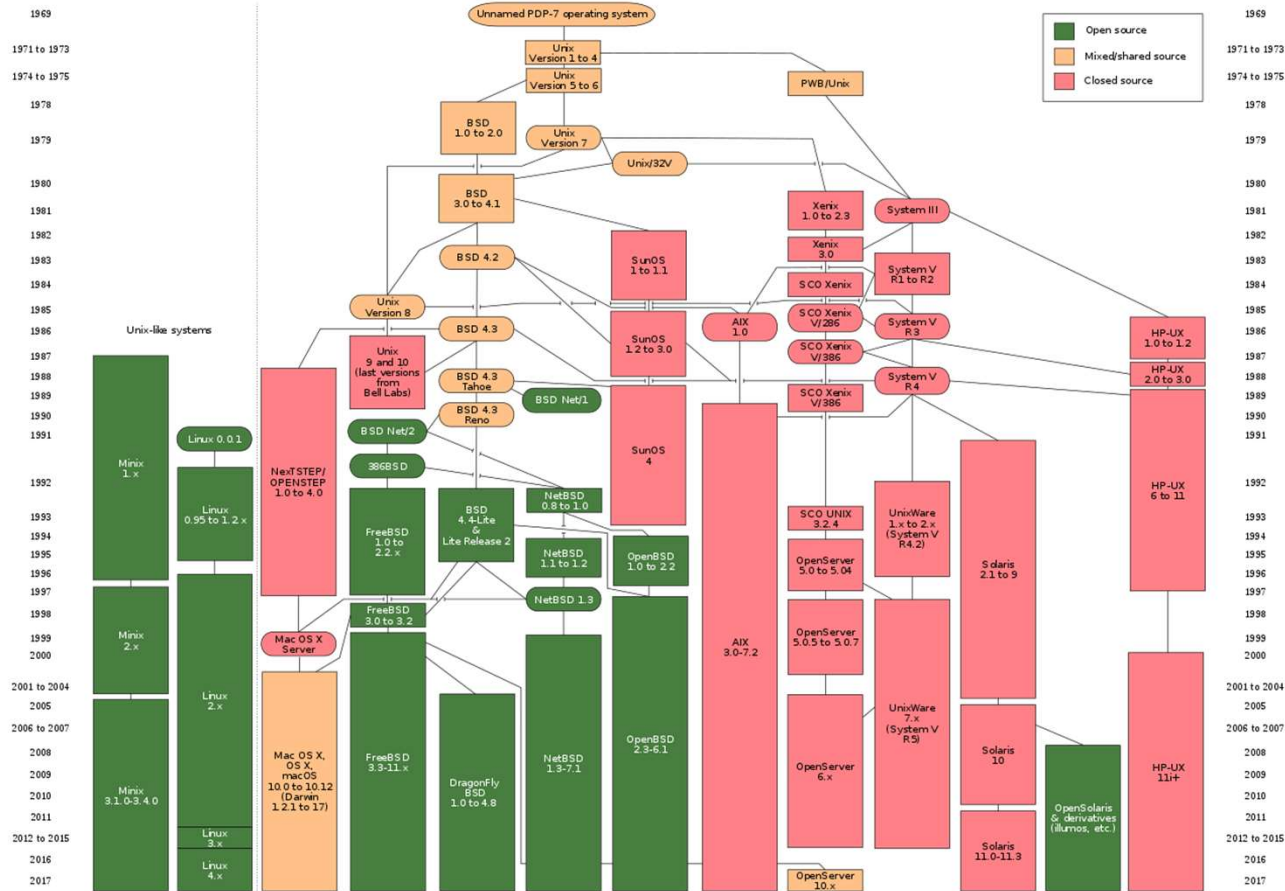 1969
1971 to 1973
1974 to 1975
1978
1979
1980
1981
1982
1983
1984
1985
1986
1987
1988
1989
1990
1991
1992
1993
1994
1995
1996
1997
1998
1999
2000
2001 to 2004
2005
2006 to 2007
2008
2009
2010
2011
2012 to 2015
2016
2017
Unix-like systems
Minix
1.x
Minix
2.x
Minix
3.1.0-3.4.0
Linux 0.0.1
Linux
0.95 to 1.2.x
Linux
2.x
Linux
3.x
Linux
4.x
Unnamed PDP-7 operating system
Unix
Version 1 to 4
Unix
Version 5 to 6
PWB/Unix
BSD
1.0 to 2.0
Unix
Version 7
Unix/32V
BSD
3.0 to 4.1
Xenix
1.0 to 2.3
System III
Xenix
3.0
BSD 4.2
SunOS
1 to 1.1
System V
R1 to R2
SCO Xenix
Unix
Version 8
SCO Xenix
V/286
AIX
1.0
System V
R3
BSD 4.3
SunOS
1.2 to 3.0
HP-UX
1.0 to 1.2
Unix
9 and 10
(last versions
from
Bell Labs)
SCO Xenix
V/386
HP-UX
2.0 to 3.0
BSD 4.3
Tahoe
System V
R4
BSD Net/1
SCO Xenix
V/386
BSD 4.3
Reno
BSD Net/2
SunOS
4
386BSD
NexTSTEP/
OPENSTEP
1.0 to 4.0
HP-UX
6 to 11
NetBSD
0.8 to 1.0
BSD
4.4-Lite
&
Lite Release 2
FreeBSD
1.0 to
2.2.x
SCO UNIX
3.2.4
UnixWare
1.x to 2.x
(System V
R4.2)
NetBSD
1.1 to 1.2
OpenBSD
1.0 to 2.2
OpenServer
5.0 to 5.04
Solaris
2.1 to 9
NetBSD 1.3
FreeBSD
3.0 to 3.2
Mac OS X
Server
OpenServer
5.0.5 to 5.0.7
AIX
3.0-7.2
UnixWare
7.x
(System V
R5)
Mac OS X,
OS X,
macOS
10.0 to 10.12
(Darwin
1.2.1 to 17)
FreeBSD
3.3-11.x
DragonFly
BSD
1.0 to 4.8
NetBSD
1.3-7.1
OpenBSD
2.3-6.1
OpenServer
6.x
Solaris
10
HP-UX
11i+
OpenSolaris
& derivatives
(illumos, etc.)
Solaris
11.0-11.3
OpenServer
10.x
Open source
Mixed/shared source
Closed source
1969
1971 to 1973
1974 to 1975
1978
1979
1980
1981
1982
1983
1984
1985
1986
1987
1988
1989
1990
1991
1992
1993
1994
1995
1996
1997
1998
1999
2000
2001 to 2004
2005
2006 to 2007
2008
2009
2010
2011
2012 to 2015
2016
2017